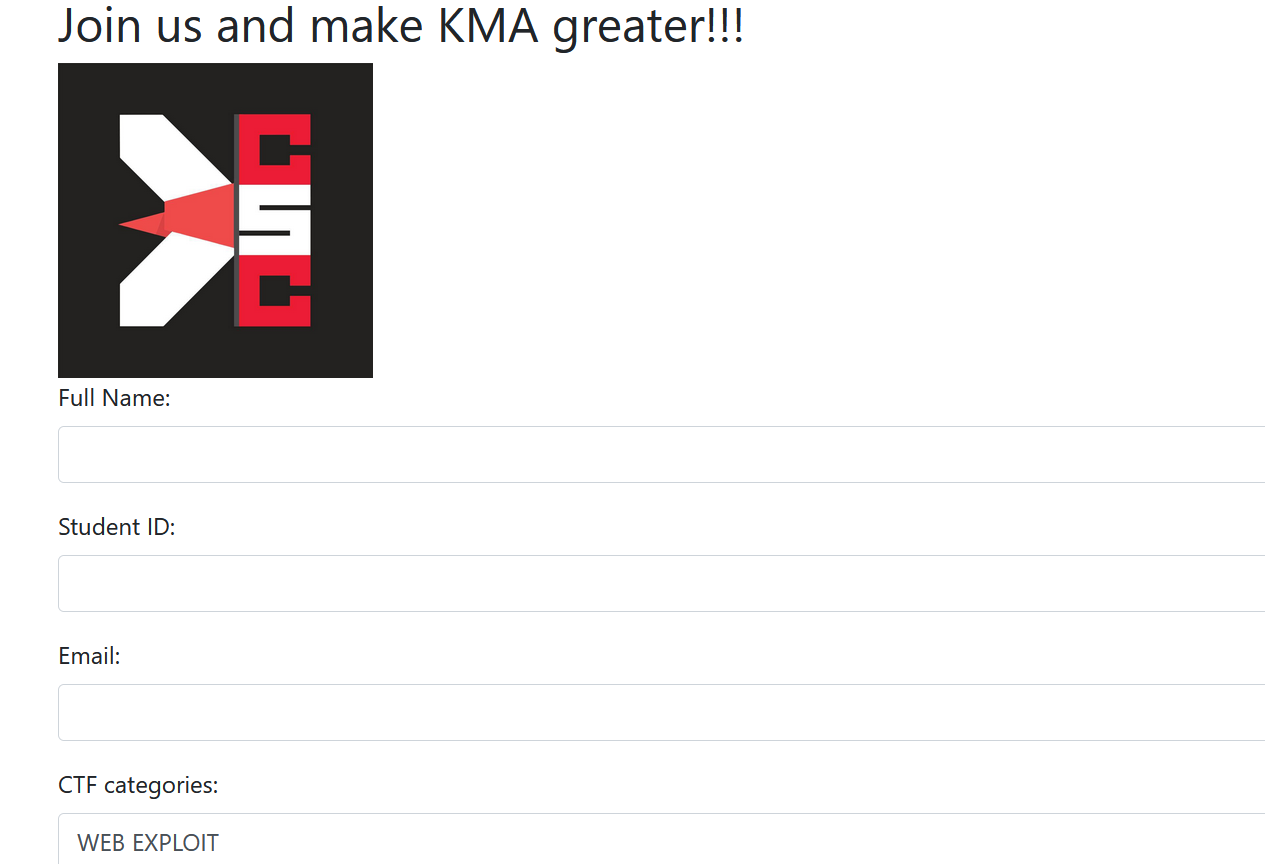 Join us and make KMA greater!!!
CSC
Full Name:
Student ID:
Email:
CTF categories:
WEB EXPLOIT